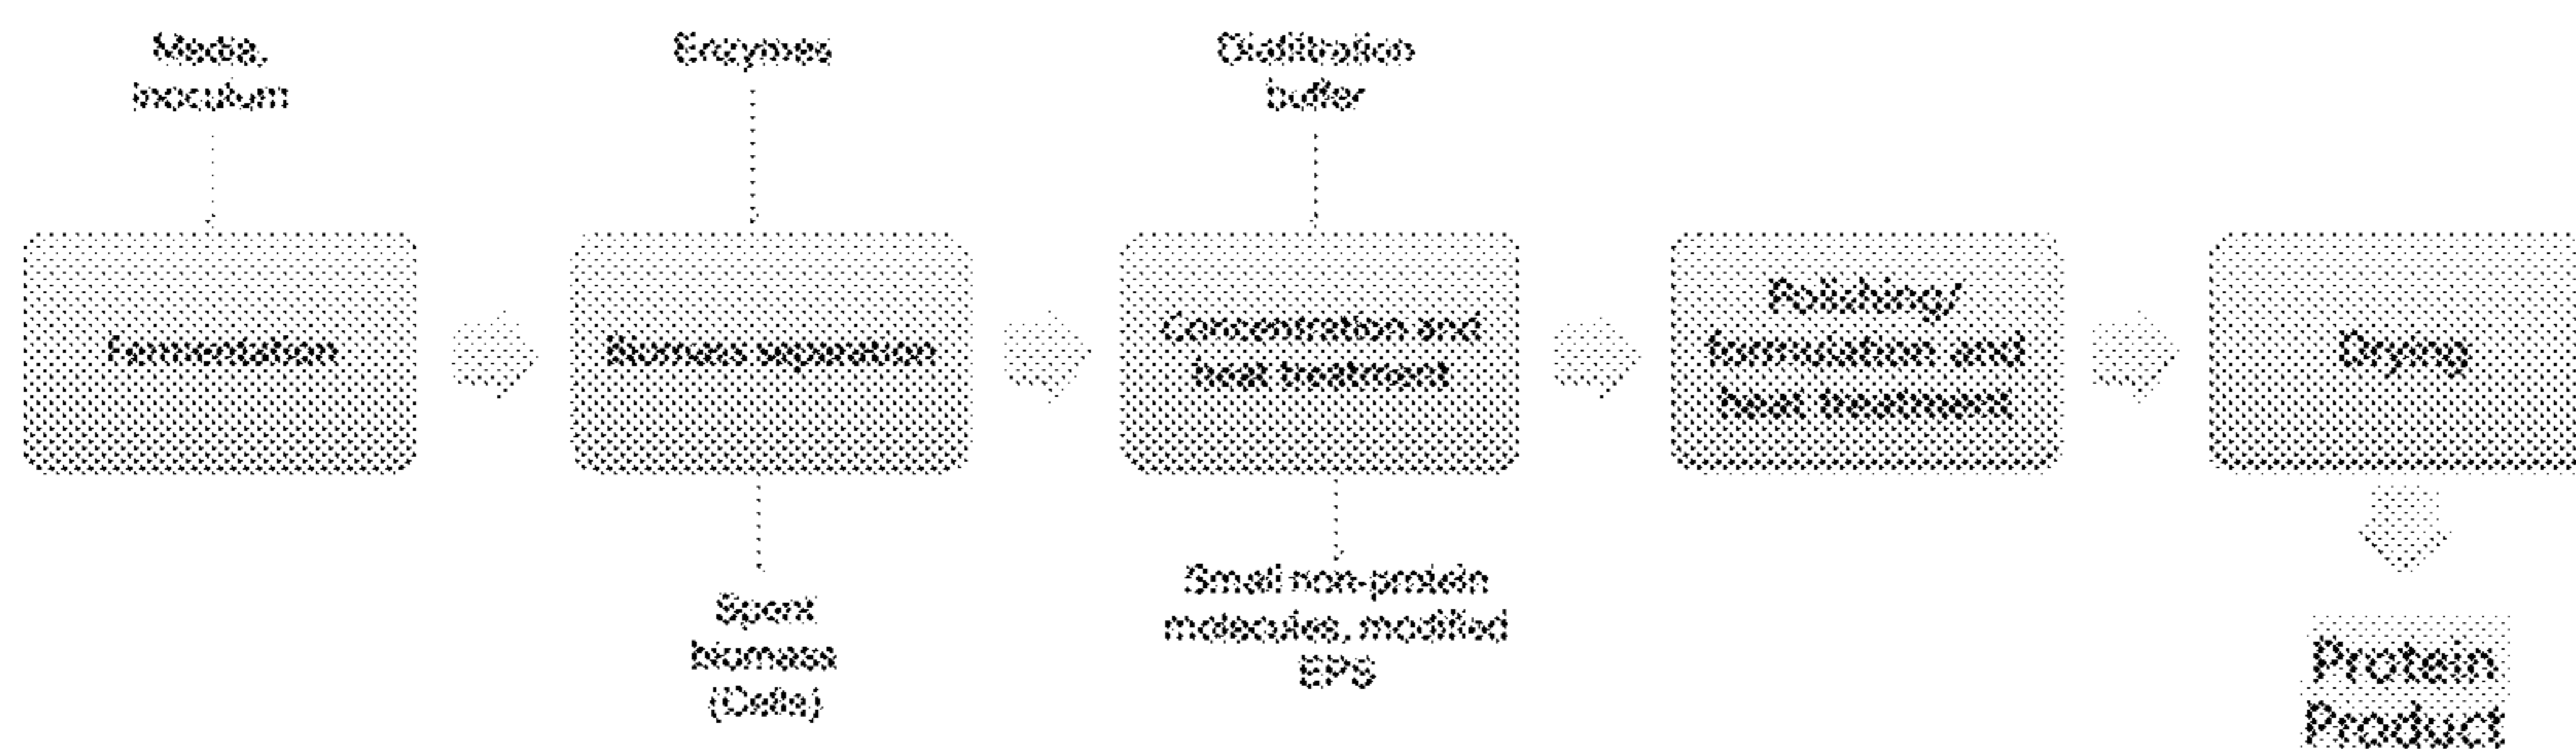 Media,
inoculum
Enzymes
Diafiltration
buffer
Fermentation
Biomass separation
Concentration and
heat treatment
Polishing/
formulation and
heat treatment
Drying
Spent
biomass
(Cells)
Small non-protein
molecules, modified
EPS
Protein
Product